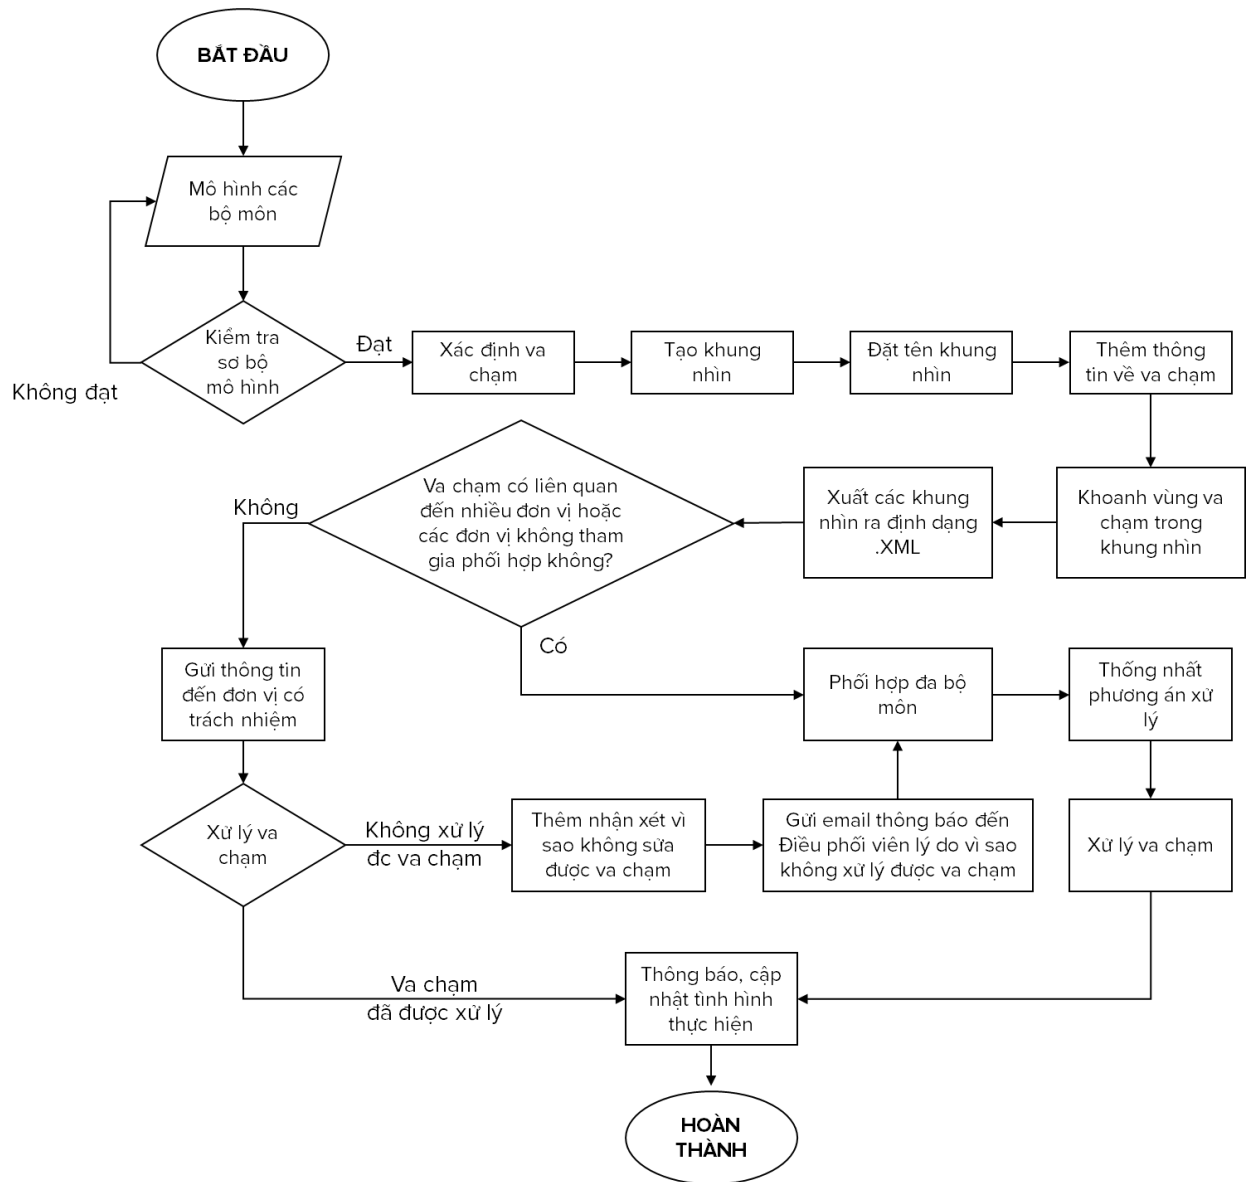 BẮT ĐẦU
Mô hình các
bộ môn
Kiểm tra
sơ bộ
mô hình
Không đạt
Đạt
Xác định va
chạm
Tạo khung
nhìn
Đặt tên khung
nhìn
Thêm thông
tin về va chạm
Khoanh vùng va
chạm trong
khung nhìn
Xuất các khung
nhìn ra định dạng
.XML
Va chạm có liên quan
đến nhiều đơn vị hoặc
các đơn vị không tham
gia phối hợp không?
Không
Có
Gửi thông tin
đến đơn vị có
trách nhiệm
Phối hợp đa bộ
môn
Thống nhất
phương án xử
lý
Xử lý va
chạm
Không xử lý
đc va chạm
Thêm nhận xét vì
sao không sửa
được va chạm
Gửi email thông báo đến
Điều phối viên lý do vì sao
không xử lý được va chạm
Xử lý va chạm
Va chạm
đã được xử lý
Thông báo, cập
nhật tình hình
thực hiện
HOÀN
THÀNH